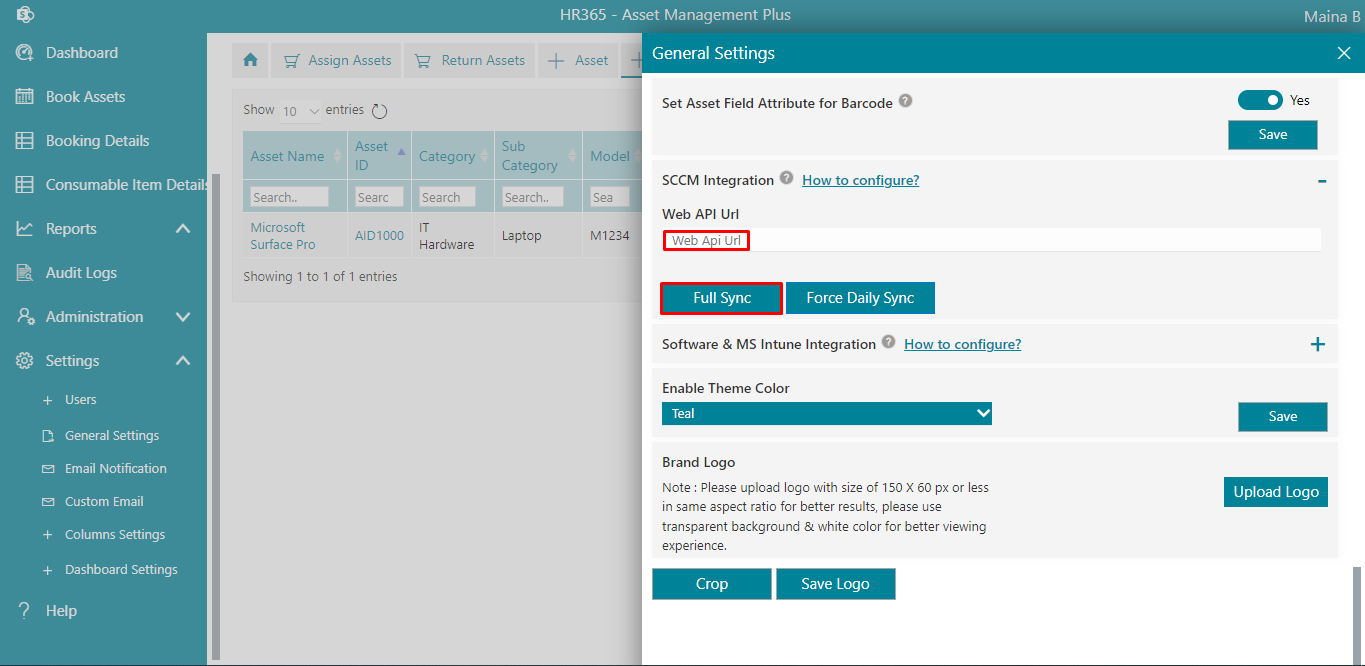 HR365 - Asset Management Plus
Maina B
Dashboard
Book Assets
Booking Details
Consumable Item Details
Reports
Audit Logs
Administration
Settings
+ Users
General Settings
Email Notification
Custom Email
+ Columns Settings
+ Dashboard Settings
? Help
Assign Assets
Return Assets
+ Asset
Show 10 entries
Asset Name
Asset
ID
Category
Sub
Category
Model
Search..
Searc
Search
Search..
Sea
Microsoft
Surface Pro
AID1000
IT
Hardware
Laptop
M1234
Showing 1 to 1 of 1 entries
General Settings
Set Asset Field Attribute for Barcode ?
Yes
Save
SCCM Integration ? How to configure? -
Web API Url
Web Api Url
Full Sync
Force Daily Sync
Software & MS Intune Integration ? How to configure? +
Enable Theme Color
Teal
Save
Brand Logo
Note : Please upload logo with size of 150 X 60 px or less
in same aspect ratio for better results, please use
transparent background & white color for better viewing
experience.
Upload Logo
Crop
Save Logo